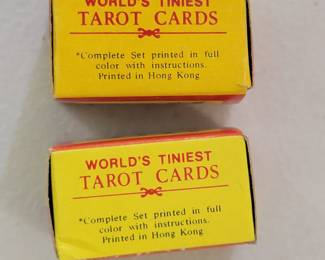 WORLD'S TINIEST
TAROT CARDS
*Complete Set printed in full
color with instructions.
Printed in Hong Kong
WORLD'S TINIEST
TAROT CARDS
*Complete Set printed in full
color with instructions.
Printed in Hong Kong